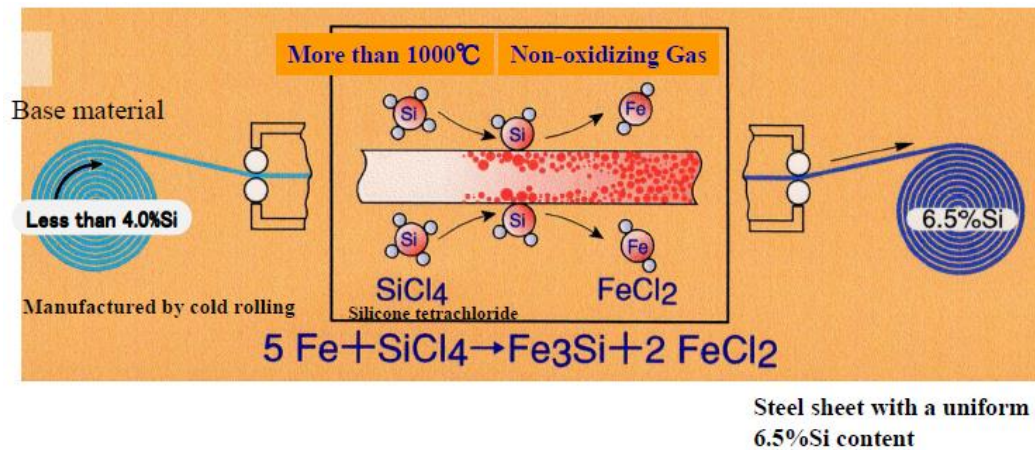 More than 1000℃
Non-oxidizing Gas
Base material
Si
Fe
Si
Less than 4.0%Si
6.5%Si
Si
Si
Fe
SiCl4
FeCl2
Manufactured by cold rolling
Silicone tetrachloride
5 Fe+SiCl4→Fe3Si+2 FeCl2
Steel sheet with a uniform
6.5%Si content